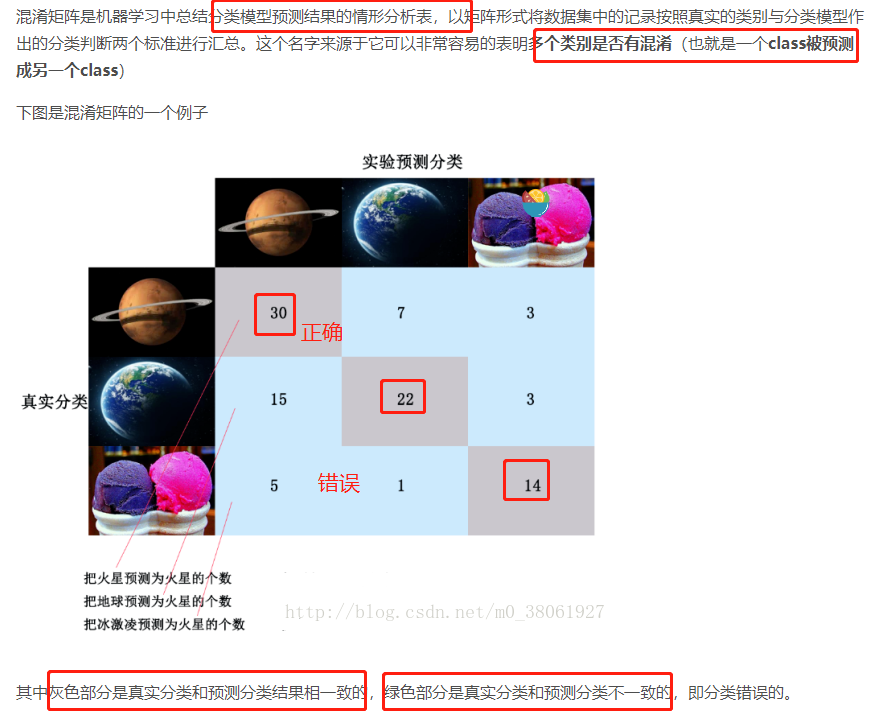 混淆矩阵是机器学习中总结分类模型预测结果的情形分析表，以矩阵形式将数据集中的记录按照真实的类别与分类模型作
出的分类判断两个标准进行汇总。这个名字来源于它可以非常容易的表明多个类别是否有混淆（也就是一个class被预测
成另一个class）
下图是混淆矩阵的一个例子
实验预测分类
30
正确
7
3
真实分类
15
22
3
5
错误
1
14
把火星预测为火星的个数
把地球预测为火星的个数
把冰激凌预测为火星的个数
http://blog.csdn.net/m0_38061927
其中灰色部分是真实分类和预测分类结果相一致的，绿色部分是真实分类和预测分类不一致的，即分类错误的。